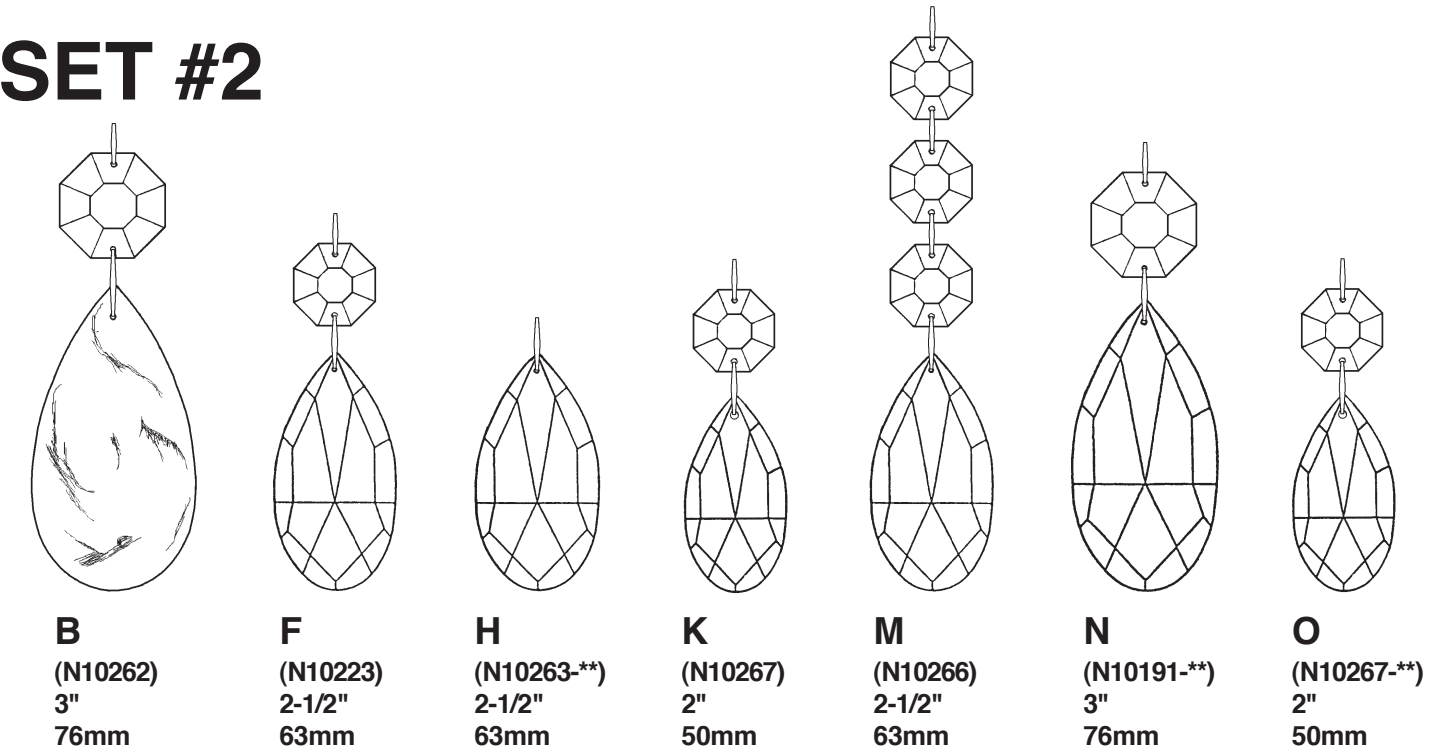 SET #2
B
(N10262)
3"
76mm
F
(N10223)
2-1/2"
63mm
H
(N10263-**)
2-1/2"
63mm
K
(N10267)
2"
50mm
M
(N10266)
2-1/2"
63mm
N
(N10191-**)
3"
76mm
O
(N10267-**)
2"
50mm